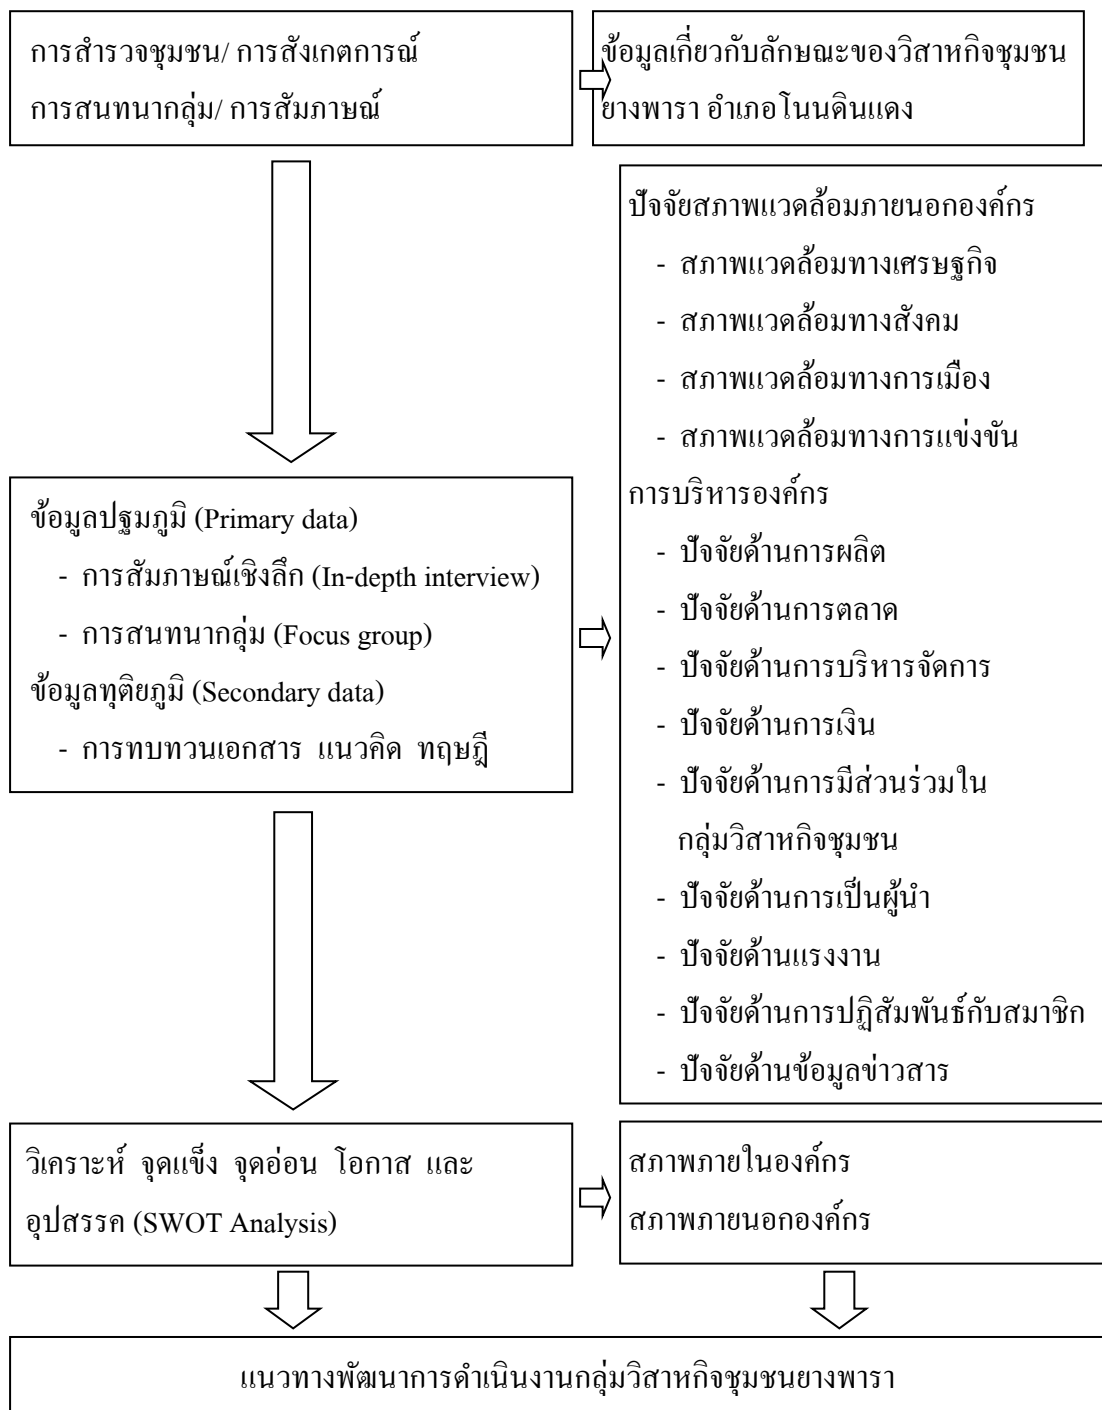 การสำรวจชุมชน/ การสังเกตการณ์
การสนทนากลุ่ม/ การสัมภาษณ์
ข้อมูลเกี่ยวกับลักษณะของวิสาหกิจชุมชน
ยางพารา อำเภอโนนดินแดง
ปัจจัยสภาพแวดล้อมภายนอกองค์กร
- สภาพแวดล้อมทางเศรษฐกิจ
- สภาพแวดล้อมทางสังคม
- สภาพแวดล้อมทางการเมือง
- สภาพแวดล้อมทางการแข่งขัน
การบริหารองค์กร
- ปัจจัยด้านการผลิต
- ปัจจัยด้านการตลาด
- ปัจจัยด้านการบริหารจัดการ
- ปัจจัยด้านการเงิน
- ปัจจัยด้านการมีส่วนร่วมใน
กลุ่มวิสาหกิจชุมชน
- ปัจจัยด้านการเป็นผู้นำ
- ปัจจัยด้านแรงงาน
- ปัจจัยด้านการปฏิสัมพันธ์กับสมาชิก
- ปัจจัยด้านข้อมูลข่าวสาร
ข้อมูลปฐมภูมิ (Primary data)
- การสัมภาษณ์เชิงลึก (In-depth interview)
- การสนทนากลุ่ม (Focus group)
ข้อมูลทุติยภูมิ (Secondary data)
- การทบทวนเอกสาร แนวคิด ทฤษฎี
วิเคราะห์ จุดแข็ง จุดอ่อน โอกาส และ
อุปสรรค (SWOT Analysis)
สภาพภายในองค์กร
สภาพภายนอกองค์กร
แนวทางพัฒนาการดำเนินงานกลุ่มวิสาหกิจชุมชนยางพารา